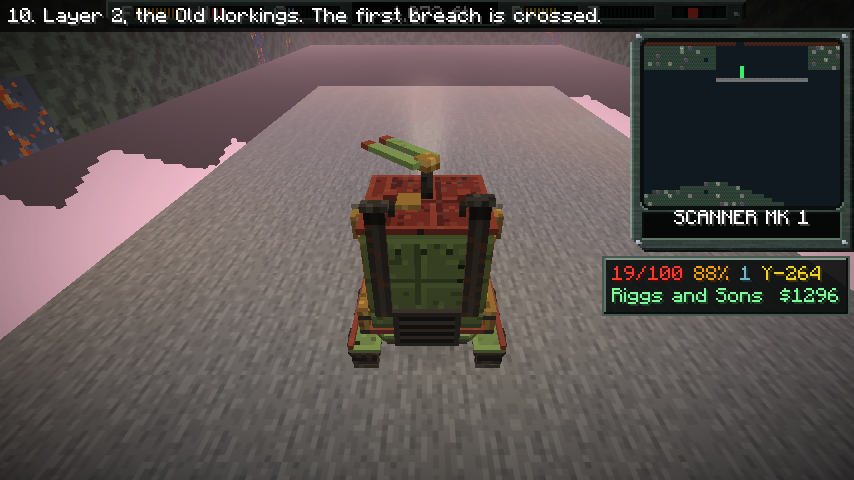 10. Layer 2, the Old Workings. The first breach is crossed.
SCANNER MK 1
19/100 88% 1 Y-264
Riggs and Sons $1296